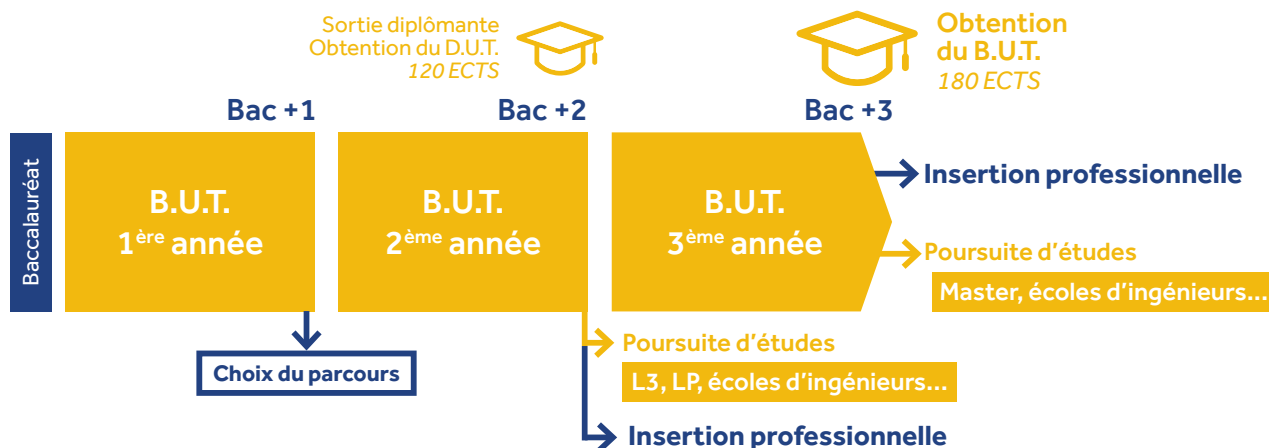 Sortie diplômante
Obtention du D.U.T.
120 ECTS
Obtention
du B.U.T.
180 ECTS
Bac +1
Bac +2
Bac +3
Baccalauréat
B.U.T.
1ère année
B.U.T.
2ème année
B.U.T.
3ème année
Insertion professionnelle
Poursuite d'études
Master, écoles d'ingénieurs...
Choix du parcours
Poursuite d'études
L3, LP, écoles d'ingénieurs...
Insertion professionnelle